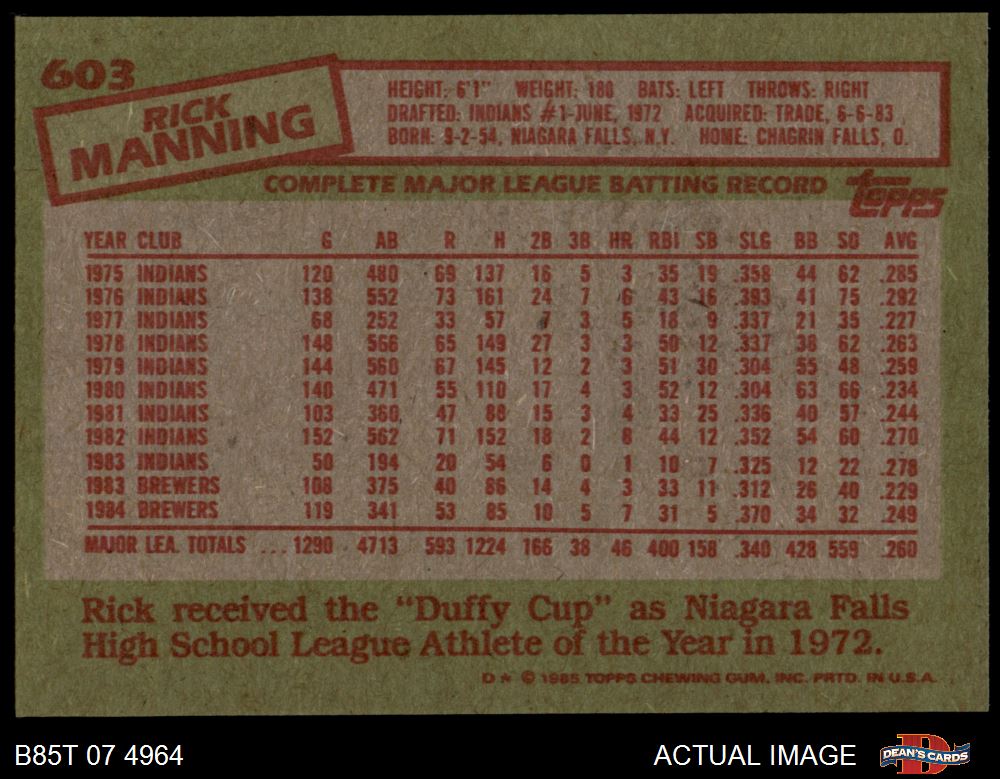 603
RICK
MANNING
HEIGHT: 6'1" WEIGHT: 180 BATS: LEFT THROWS: RIGHT
DRAFTED: INDIANS #1-JUNE, 1972 ACQUIRED: TRADE, 6-6-83
BORN: 9-2-54, NIAGARA FALLS, N.Y. HOME: CHAGRIN FALLS, O.
COMPLETE MAJOR LEAGUE BATTING RECORD
Topps
YEAR CLUB G AB R H 2B 3B HR RBI SB SLG BB SO AVG
1975 INDIANS 120 480 69 137 16 5 3 35 19 .358 44 62 .285
1976 INDIANS 138 552 73 161 24 7 6 43 16 .393 41 75 .292
1977 INDIANS 68 252 33 57 7 3 5 18 9 .337 21 35 .227
1978 INDIANS 148 566 65 149 27 3 3 50 12 .337 38 62 .263
1979 INDIANS 144 560 67 145 12 2 3 51 30 .304 55 48 .259
1980 INDIANS 140 471 55 110 17 4 3 52 12 .304 63 66 .234
1981 INDIANS 103 360 47 88 15 3 4 33 25 .336 40 57 .244
1982 INDIANS 152 562 71 152 18 2 8 44 12 .352 54 60 .270
1983 INDIANS 50 194 20 54 6 0 1 10 7 .325 12 22 .278
1983 BREWERS 108 375 40 86 14 4 3 33 11 .312 26 40 .229
1984 BREWERS 119 341 53 85 10 5 7 31 5 .370 34 32 .249
MAJOR LEA. TOTALS ... 1290 4713 593 1224 166 38 46 400 158 .340 428 559 .260
Rick received the "Duffy Cup" as Niagara Falls
High School League Athlete of the Year in 1972.
D* © 1985 TOPPS CHEWING GUM, INC. PRTD. IN U.S.A.
B85T 07 4964
ACTUAL IMAGE
DEAN'S CARDS